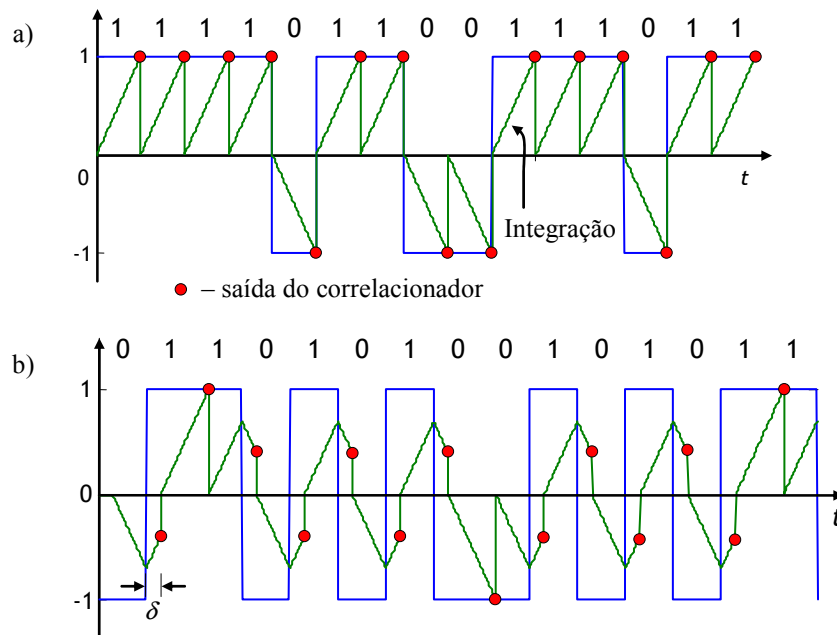 a)
1 1 1 1 0 1 1 0 0 1 1 1 0 1 1
1
0
t
Integração
-1
– saída do correlacionador
b)
0 1 1 0 1 0 1 0 0 1 0 1 0 1 1
1
0
t
-1
δ